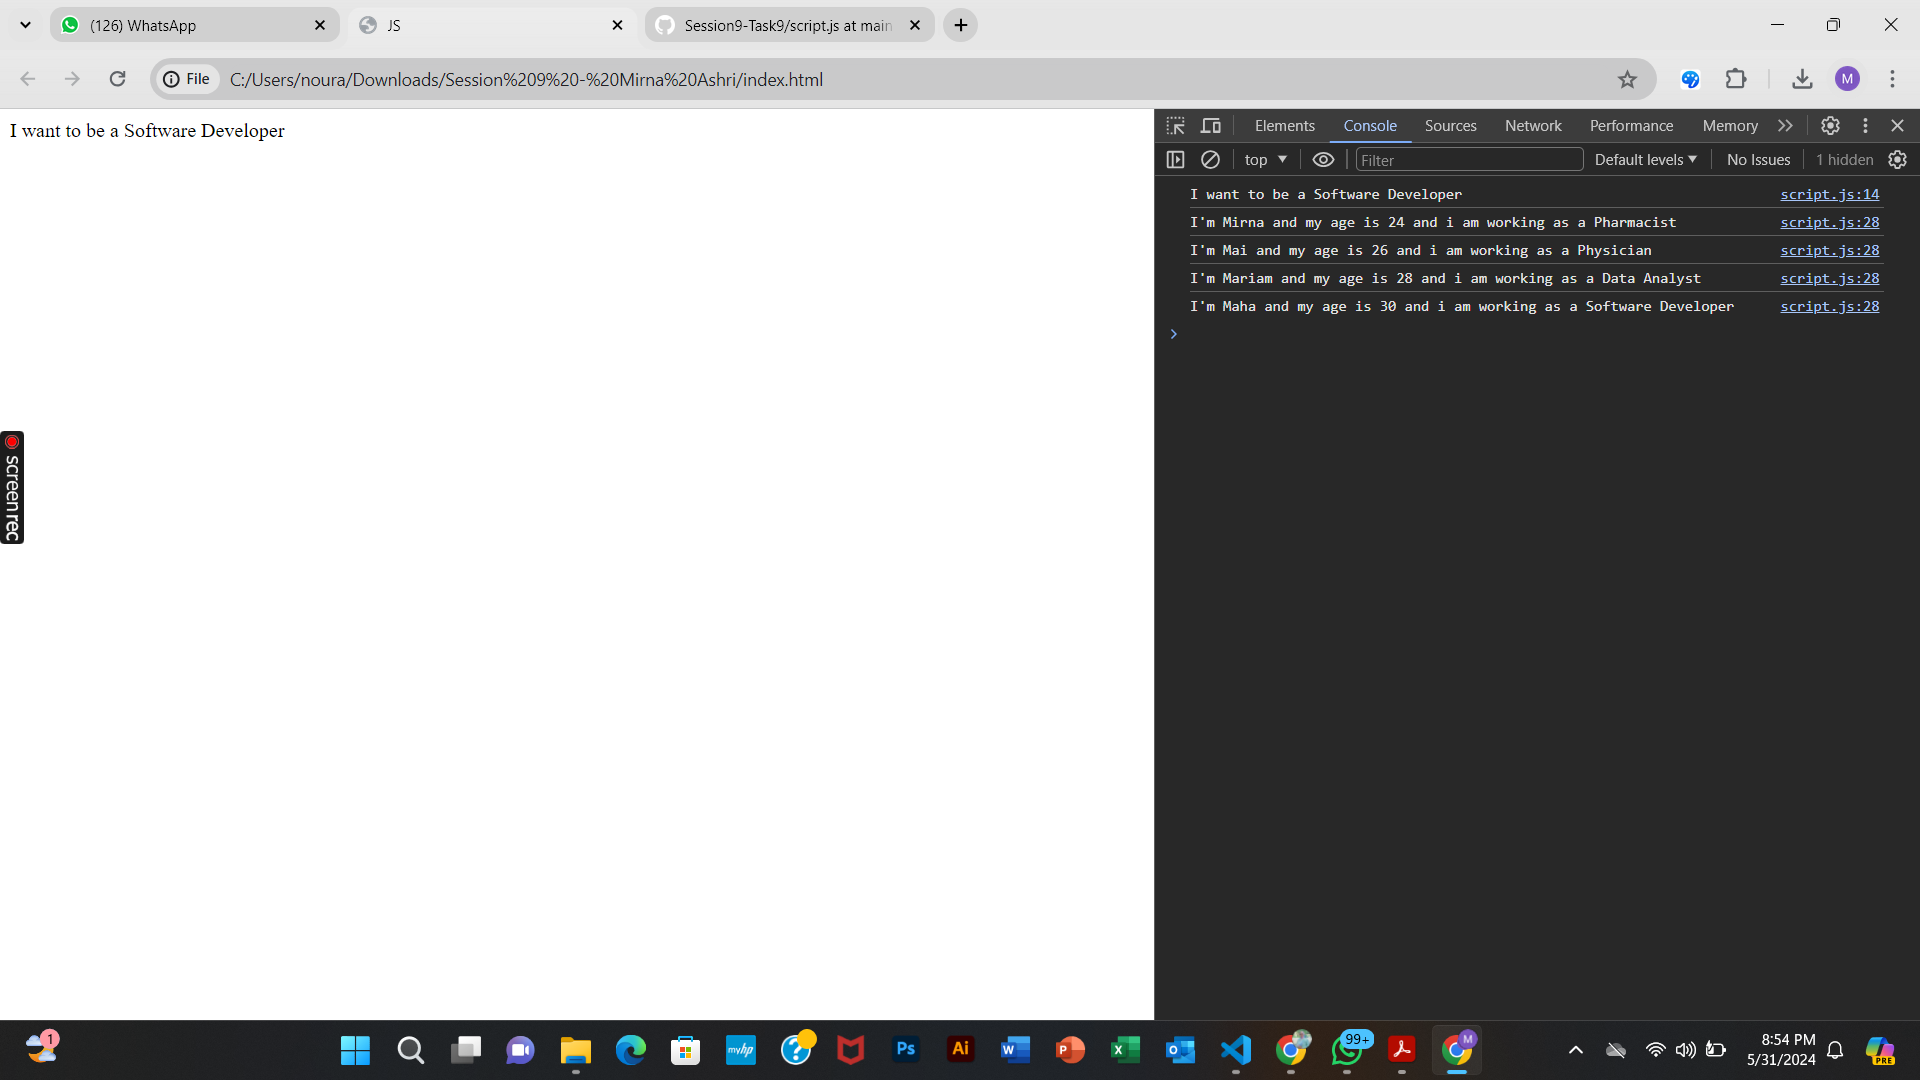 (126) WhatsApp
JS
Session9-Task9/script.js at main
File
C:/Users/noura/Downloads/Session%209%20-%20Mirna%20Ashri/index.html
M
I want to be a Software Developer
Elements Console Sources Network Performance Memory
top
Filter
Default levels
No Issues
1 hidden
I want to be a Software Developer script.js:14
I'm Mirna and my age is 24 and i am working as a Pharmacist script.js:28
I'm Mai and my age is 26 and i am working as a Physician script.js:28
I'm Mariam and my age is 28 and i am working as a Data Analyst script.js:28
I'm Maha and my age is 30 and i am working as a Software Developer script.js:28
screenrec
1
myhp
?
Ps
Ai
W
P
X
O
99+
M
8:54 PM
5/31/2024
PRE